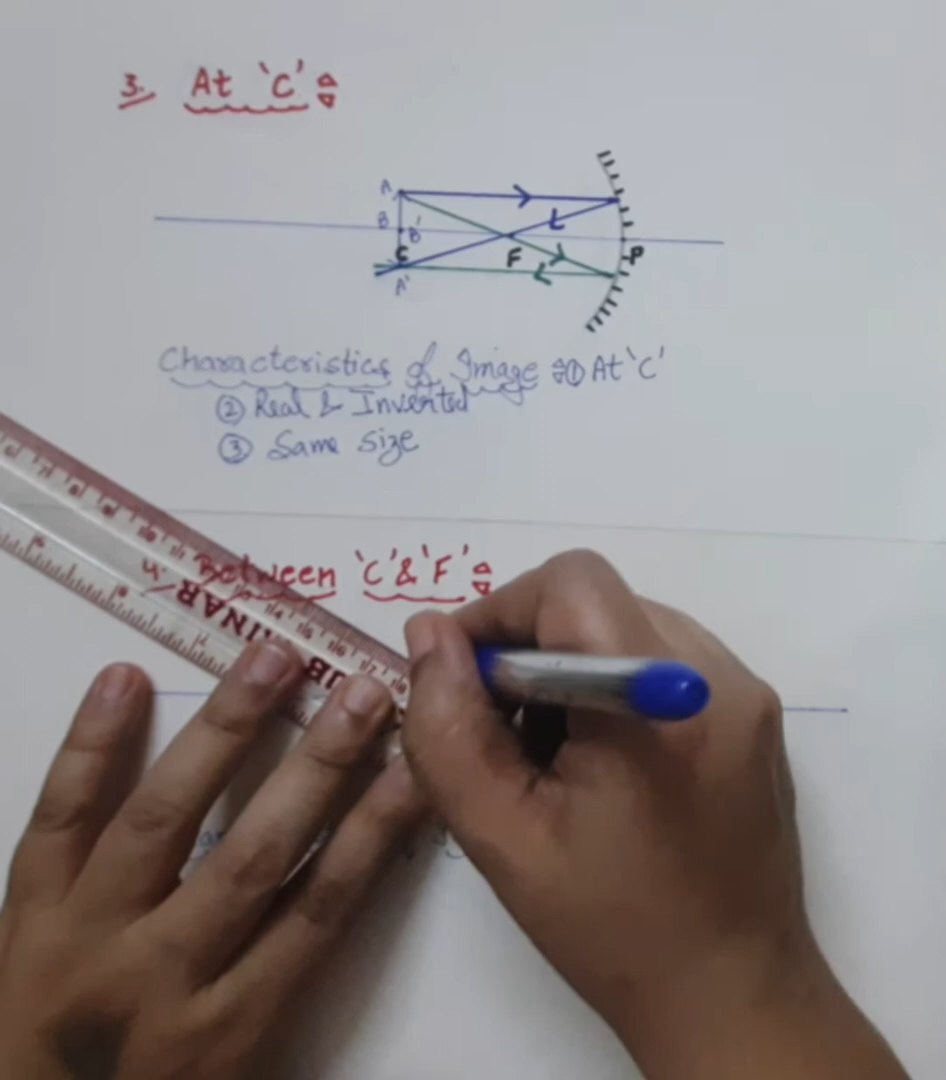 3. At 'C':
A
B B'
C F P
A'
Characteristics of Image :- ① At 'C'
② Real & Inverted
③ Same size
4. Between 'C' & 'F':